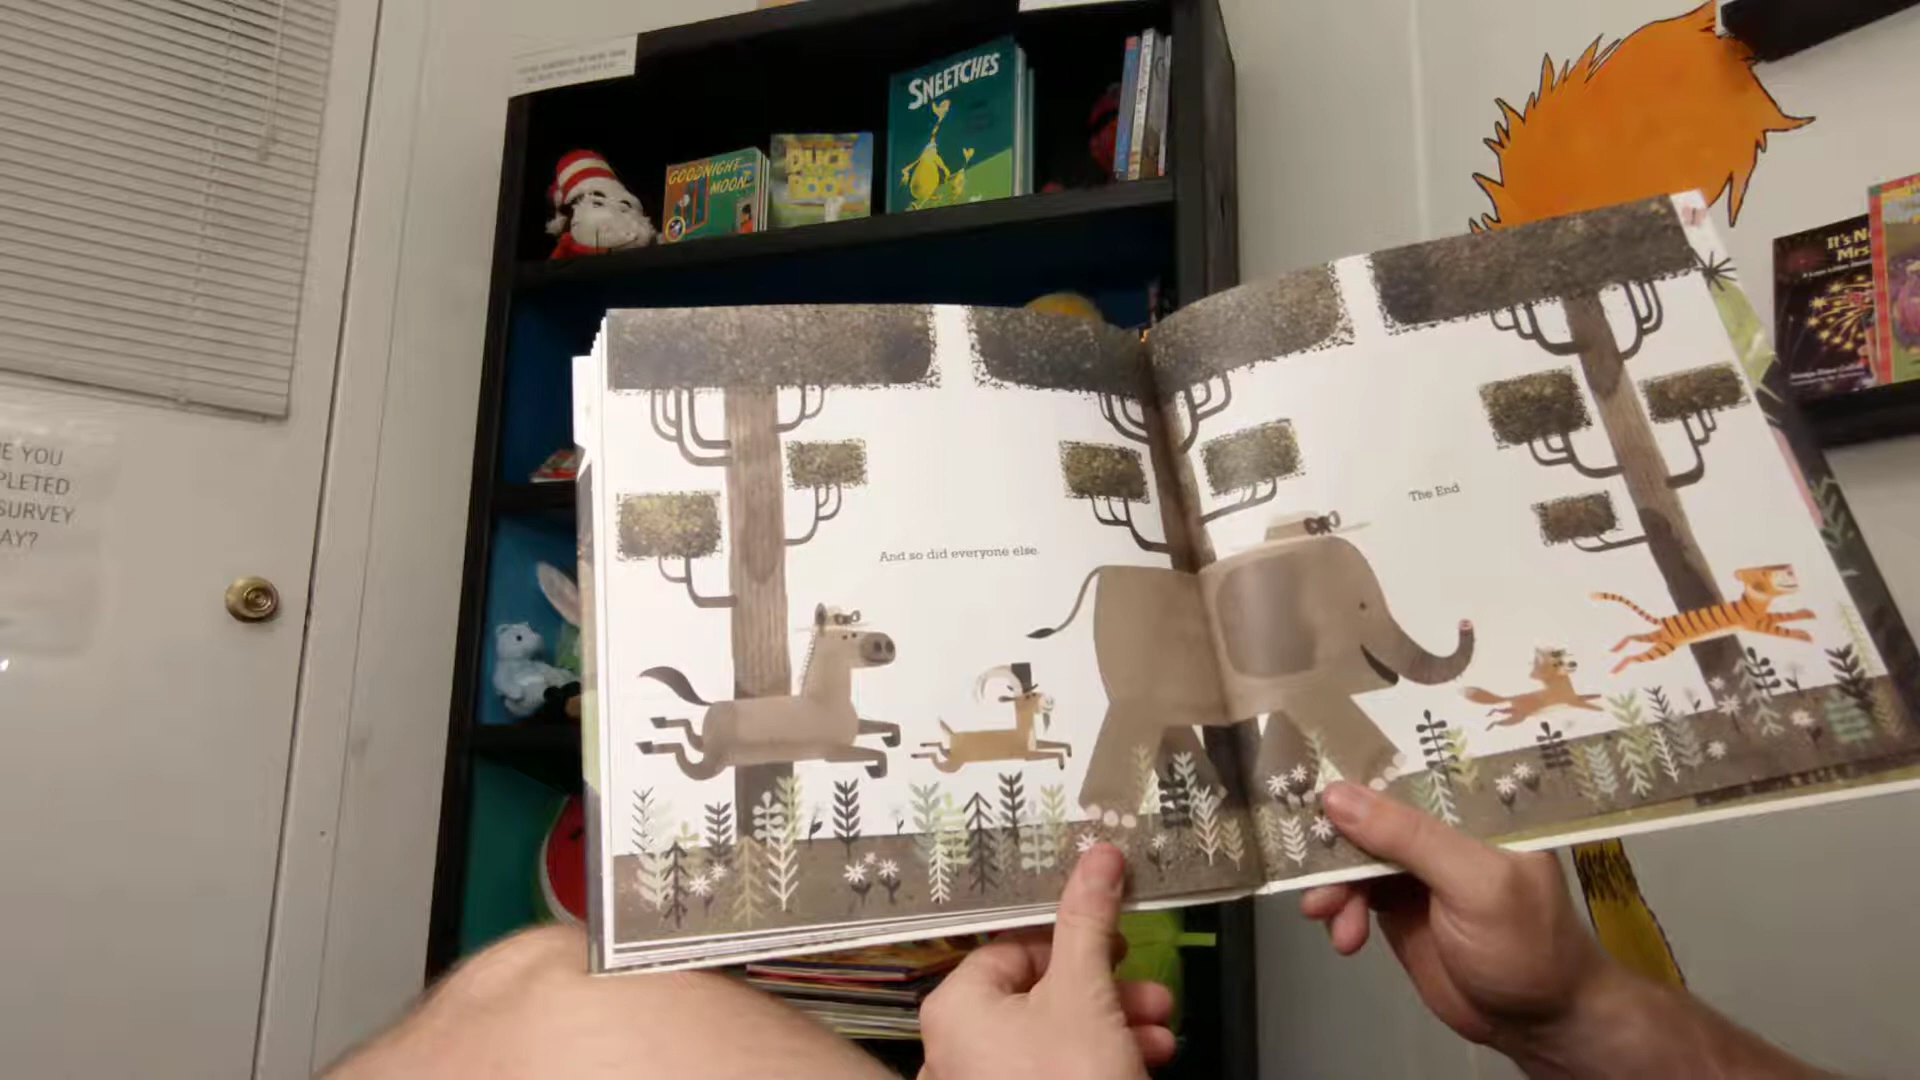 SNEETCHES
GOODNIGHT
MOON
DUCK
BOOK
It's N
Mrs
E YOU
PLETED
SURVEY
AY?
And so did everyone else.
The End